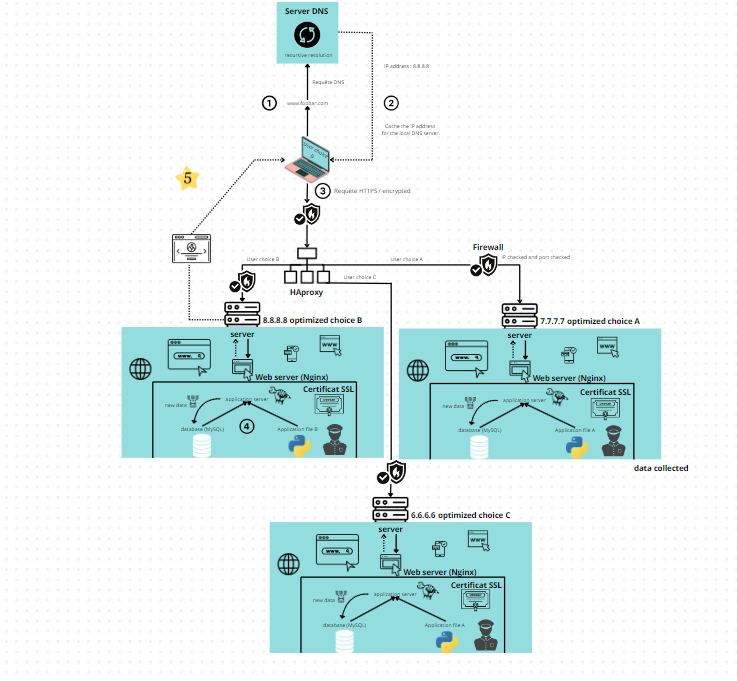 Server DNS
recursive resolution
IP address : 8.8.8.8
Requête DNS
1
www.foobar.com
2
Cache the IP address
for the local DNS server.
User choice
B
5
3
Requête HTTPS / encrypted
Firewall
User choice B
User choice A
IP checked and port checked
User choice C
HAproxy
8.8.8.8 optimized choice B
7.7.7.7 optimized choice A
server
www.
WWW
Web server (Nginx)
Certificat SSL
new data
application server
4
database (MySQL)
Application file B
server
www.
WWW
Web server (Nginx)
Certificat SSL
new data
application server
database (MySQL)
Application file A
data collected
6.6.6.6 optimized choice C
server
www.
WWW
Web server (Nginx)
Certificat SSL
new data
application server
database (MySQL)
Application file A